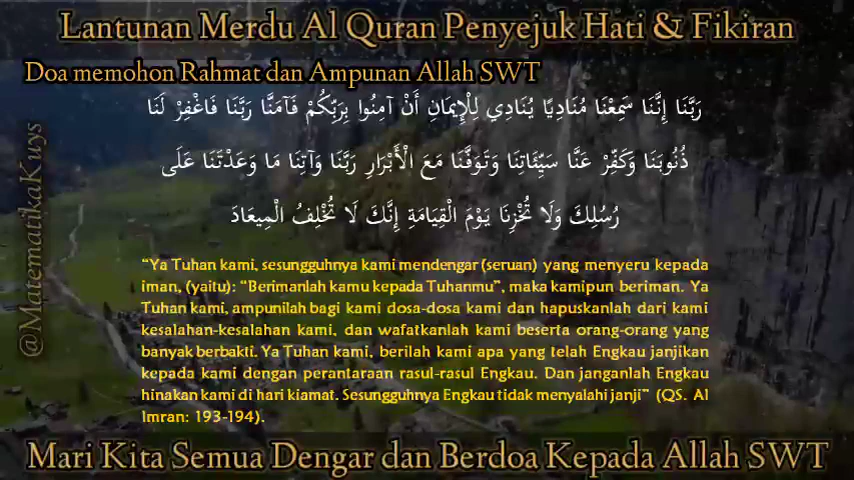 Lantunan Merdu Al Quran Penyejuk Hati & Fikiran
Doa memohon Rahmat dan Ampunan Allah SWT
رَبَّنَا إِنَّنَا سَمِعْنَا مُنَادِيًا يُنَادِي لِلْإِيمَانِ أَنْ آمِنُوا بِرَبِّكُمْ فَآمَنَّا رَبَّنَا فَاغْفِرْ لَنَا
ذُنُوبَنَا وَكَفِّرْ عَنَّا سَيِّئَاتِنَا وَتَوَفَّنَا مَعَ الْأَبْرَارِ رَبَّنَا وَآتِنَا مَا وَعَدْتَنَا عَلَى
رُسُلِكَ وَلَا تُخْزِنَا يَوْمَ الْقِيَامَةِ إِنَّكَ لَا تُخْلِفُ الْمِيعَادَ
“Ya Tuhan kami, sesungguhnya kami mendengar (seruan) yang menyeru kepada
iman, (yaitu): “Berimanlah kamu kepada Tuhanmu”, maka kamipun beriman. Ya
Tuhan kami, ampunilah bagi kami dosa-dosa kami dan hapuskanlah dari kami
kesalahan-kesalahan kami, dan wafatkanlah kami beserta orang-orang yang
banyak berbakti. Ya Tuhan kami, berilah kami apa yang telah Engkau janjikan
kepada kami dengan perantaraan rasul-rasul Engkau. Dan janganlah Engkau
hinakan kami di hari kiamat. Sesungguhnya Engkau tidak menyalahi janji” (QS. Al
Imran: 193-194).
Mari Kita Semua Dengar dan Berdoa Kepada Allah SWT
@MatematikaKuys